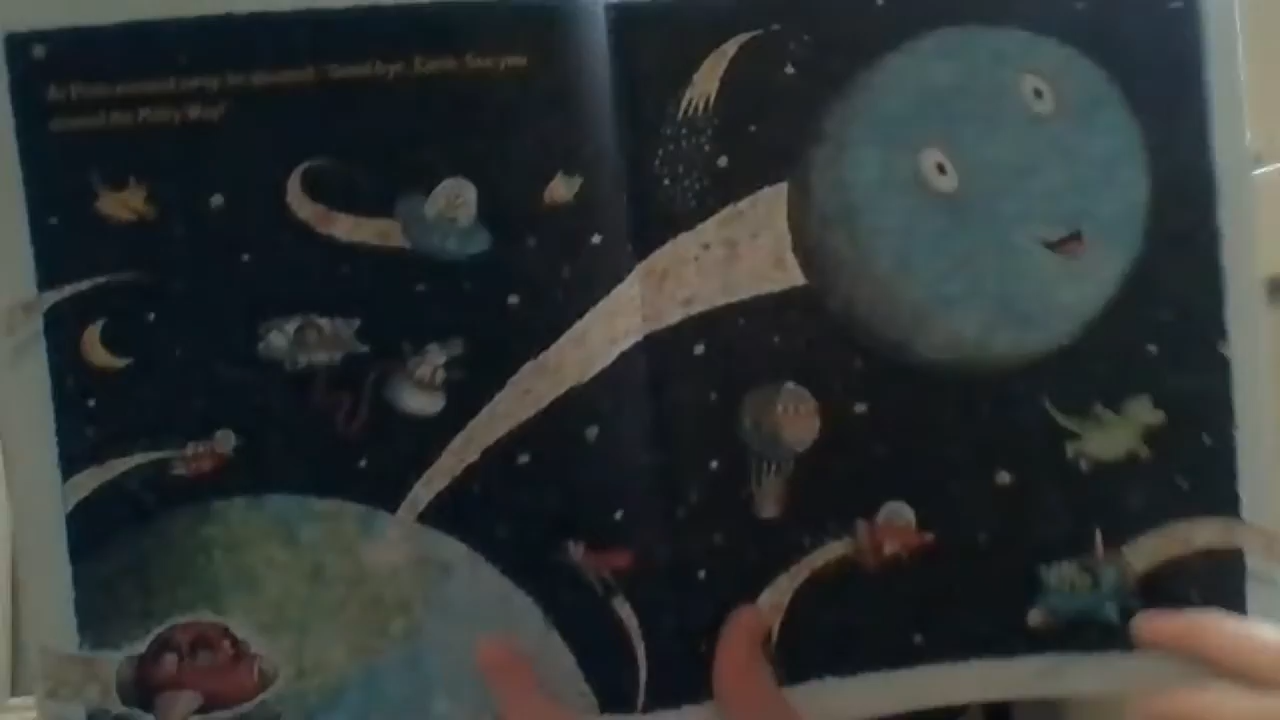 As Pluto zoomed away, he shouted, "Good-bye, Earth. See you
around the Milky Way!"